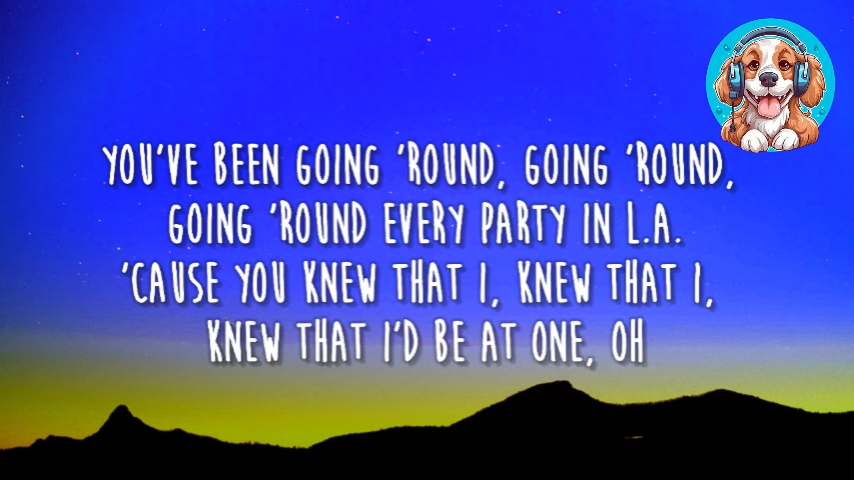 YOU'VE BEEN GOING 'ROUND, GOING 'ROUND,
GOING 'ROUND EVERY PARTY IN L.A.
'CAUSE YOU KNEW THAT I, KNEW THAT I,
KNEW THAT I'D BE AT ONE, OH